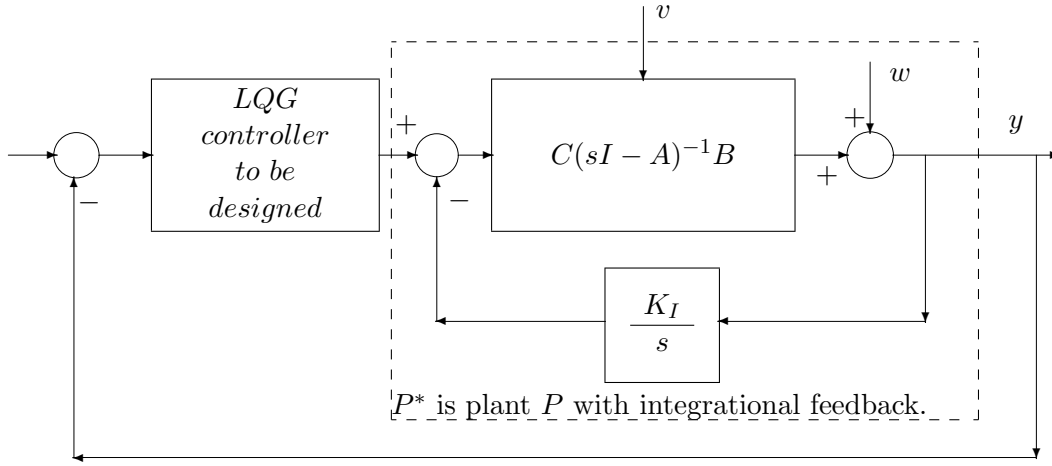 v
w
LQG
controller
to be
designed
+
−
C(sI − A)⁻¹B
+
+
y
−
K_I
s
P* is plant P with integrational feedback.